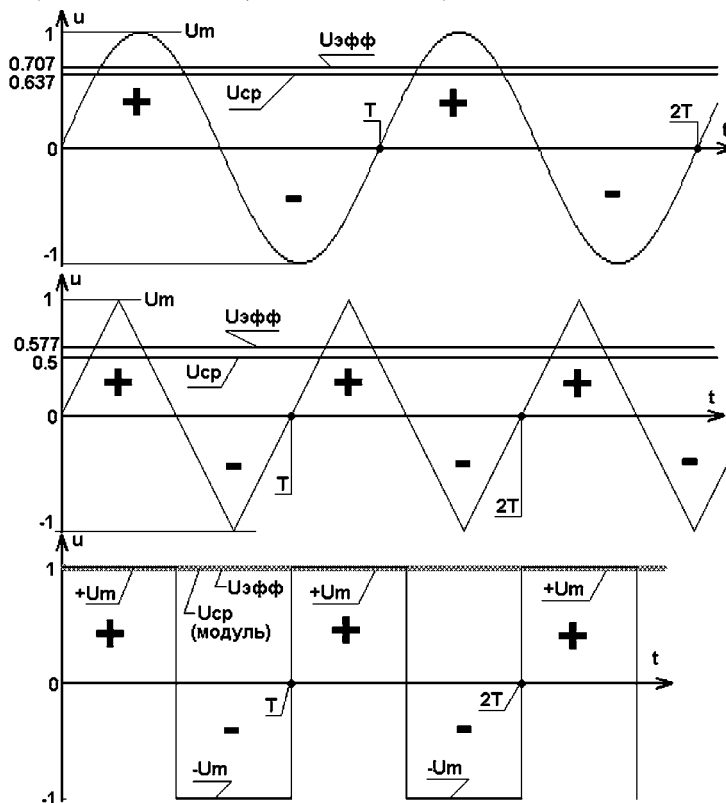 u
1
Um
Uэфф
0.707
0.637
Uср
+
+
T
2T
t
0
-
-
-1
u
1
Um
Uэфф
0.577
0.5
Uср
+
+
+
t
0
-
-
-
T
2T
-1
u
1
+Um
Uэфф
+Um
+Um
Uср
(модуль)
+
+
+
t
0
T
2T
-
-
-Um
-Um
-1